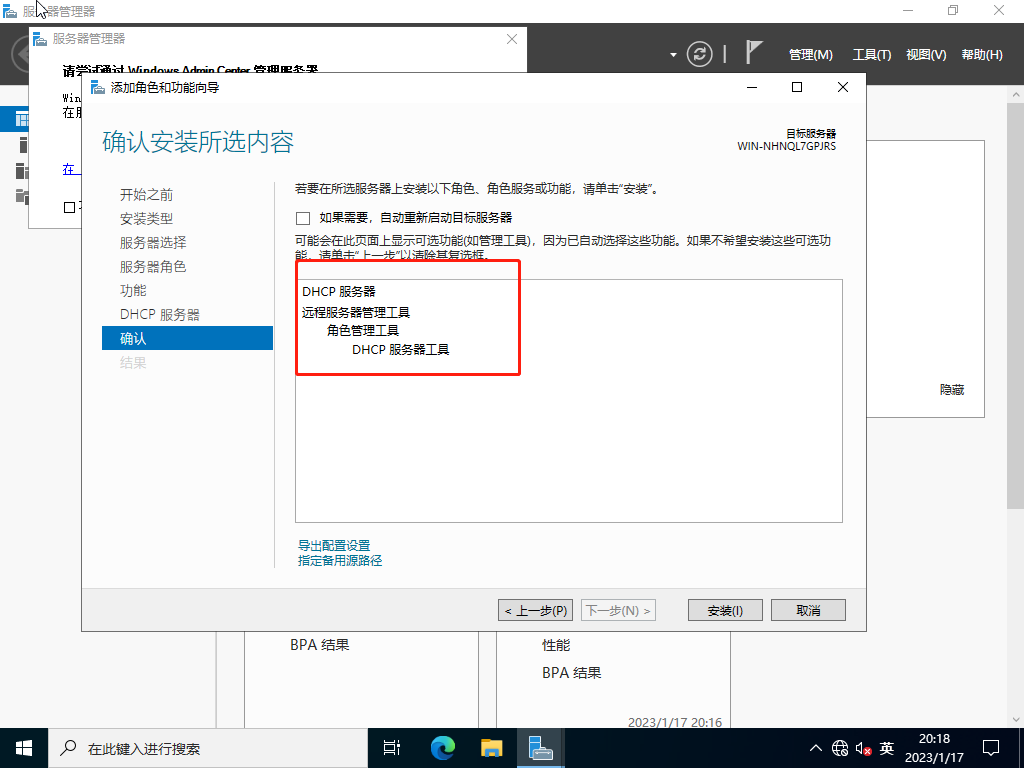 服务器管理器
服务器管理器
管理(M) 工具(T) 视图(V) 帮助(H)
请尝试通过 Windows Admin Center 管理服务器
添加角色和功能向导
Win
在
在
确认安装所选内容
目标服务器
WIN-NHNQL7GPJRS
开始之前
安装类型
服务器选择
服务器角色
功能
DHCP 服务器
确认
结果
若要在所选服务器上安装以下角色、角色服务或功能，请单击“安装”。
如果需要，自动重新启动目标服务器
可能会在此页面上显示可选功能(如管理工具)，因为已自动选择这些功能。如果不希望安装这些可选功
能，请单击“上一步”以清除其复选框。
DHCP 服务器
远程服务器管理工具
角色管理工具
DHCP 服务器工具
隐藏
导出配置设置
指定备用源路径
< 上一步(P) 下一步(N) > 安装(I) 取消
BPA 结果
性能
BPA 结果
2023/1/17 20:16
在此键入进行搜索
英
20:18
2023/1/17